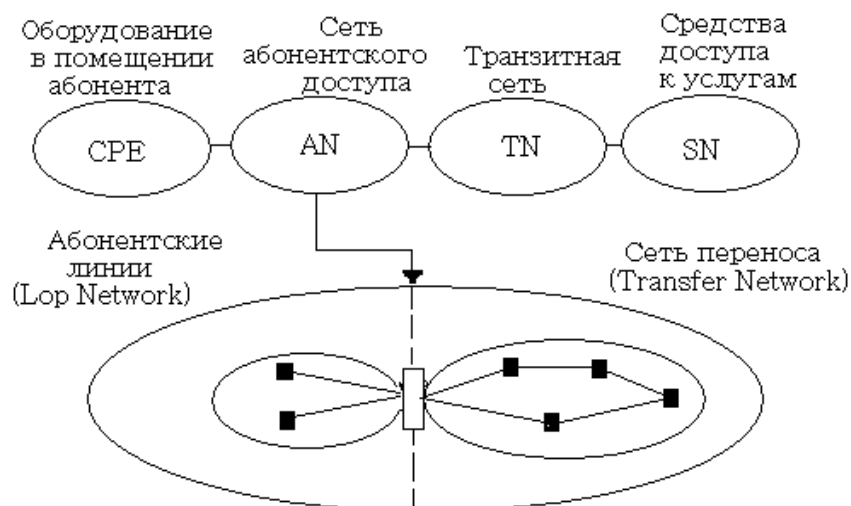 Оборудование
в помещении
абонента
Сеть
абонентского
доступа
Транзитная
сеть
Средства
доступа
к услугам
CPE
AN
TN
SN
Абонентские
линии
(Lop Network)
Сеть переноса
(Transfer Network)